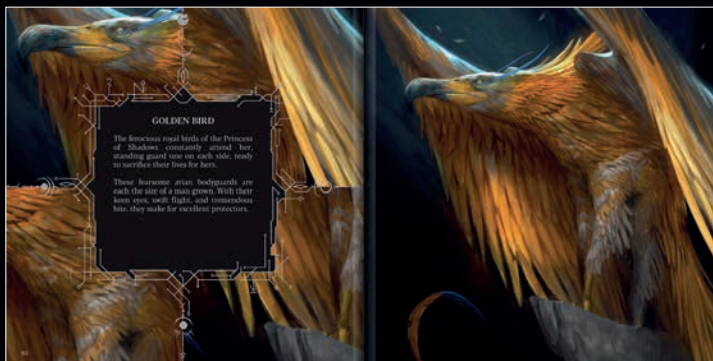 GOLDEN BIRD
The ferocious royal birds of the Princess
of Shadows constantly attend her,
standing guard one on each side, ready
to sacrifice their lives for hers.
These fearsome avian bodyguards are
each the size of a man grown. With their
keen eyes, swift flight, and tremendous
bite, they make for excellent protectors.